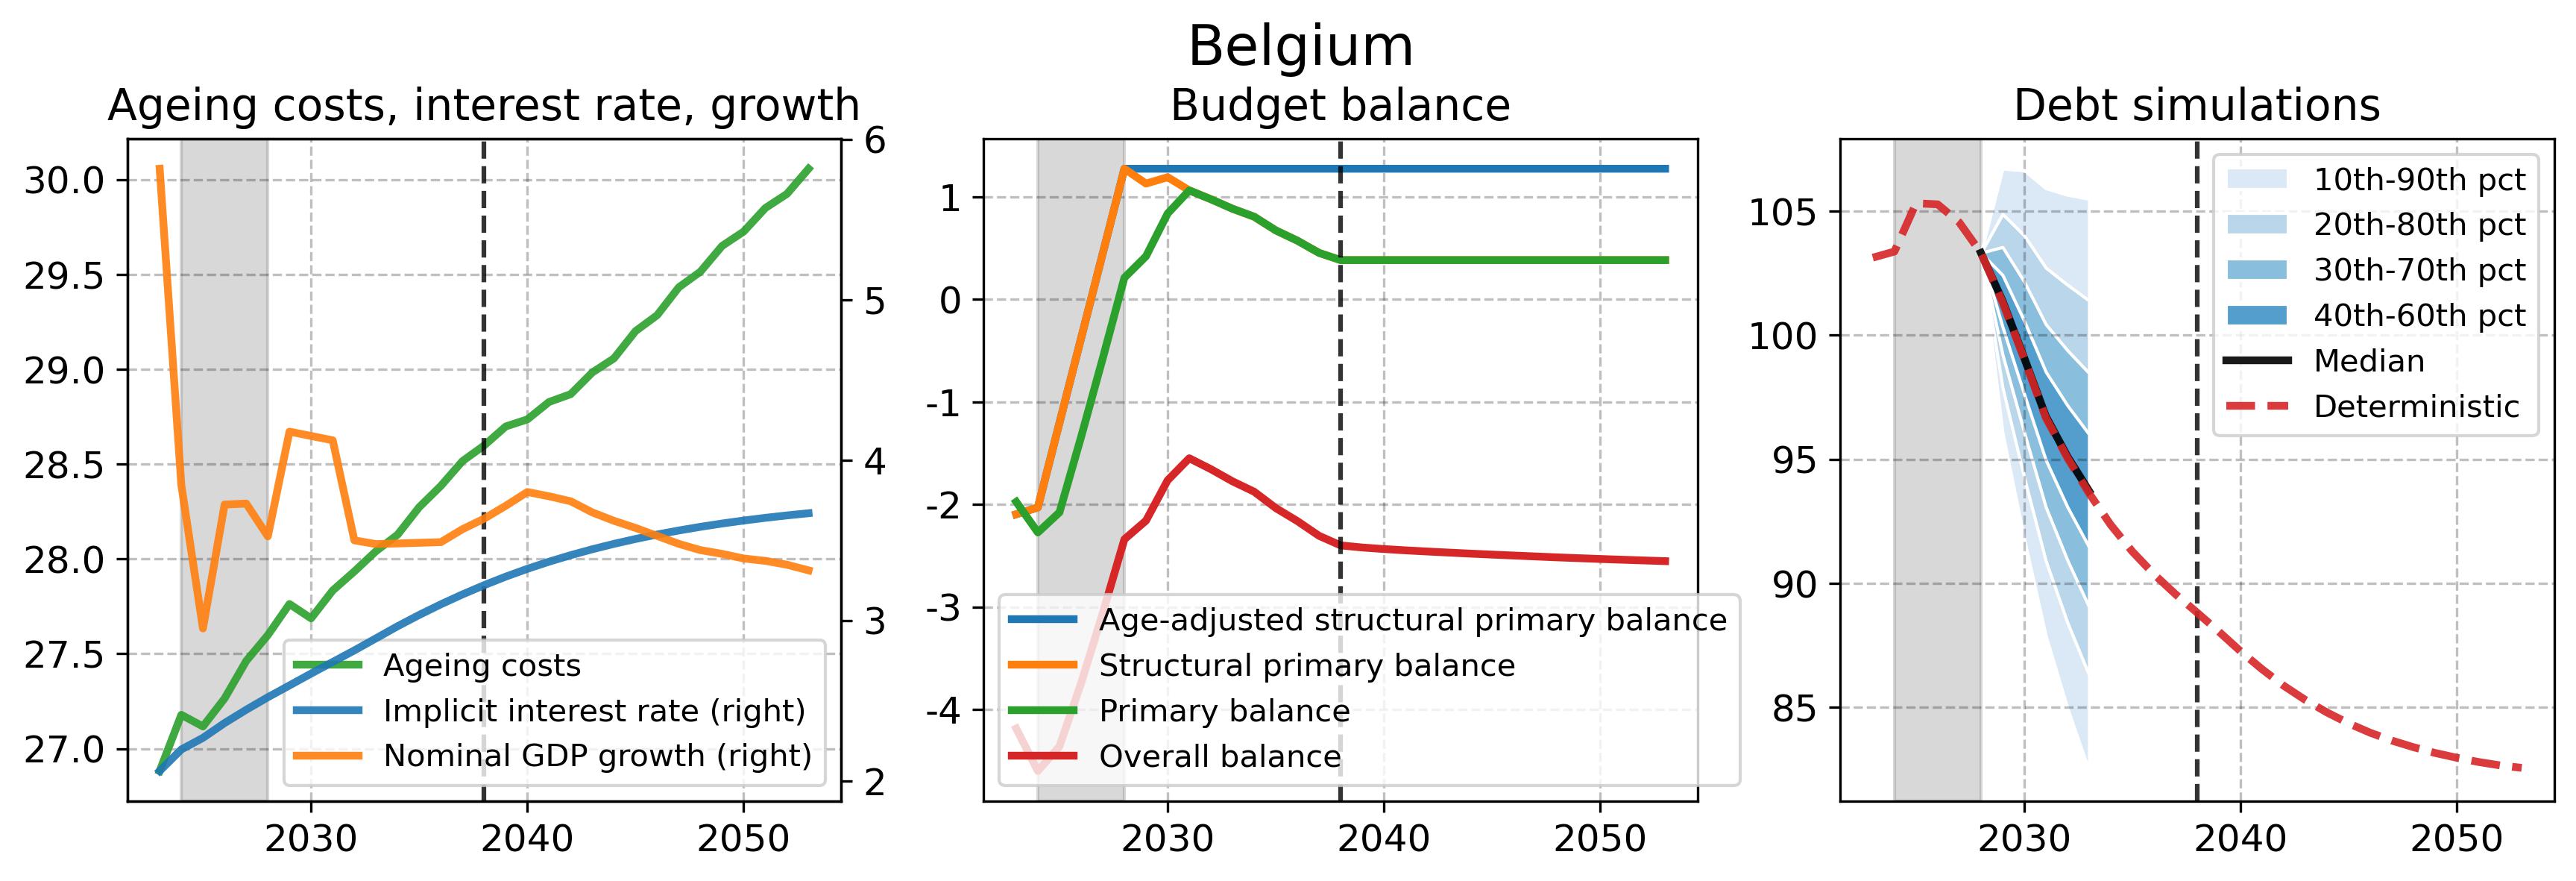 Belgium
Ageing costs, interest rate, growth
30.0
29.5
29.0
28.5
28.0
27.5
27.0
6
5
4
3
2
2030
2040
2050
Ageing costs
Implicit interest rate (right)
Nominal GDP growth (right)
Budget balance
1
0
-1
-2
-3
-4
2030
2040
2050
Age-adjusted structural primary balance
Structural primary balance
Primary balance
Overall balance
Debt simulations
105
100
95
90
85
2030
2040
2050
10th-90th pct
20th-80th pct
30th-70th pct
40th-60th pct
Median
Deterministic